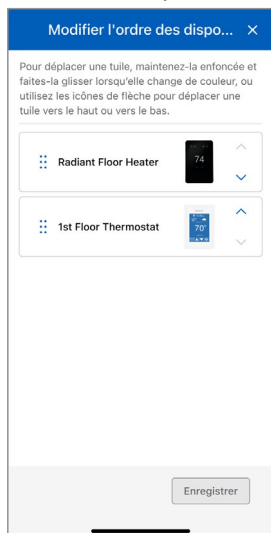 Modifier l'ordre des dispo...
Pour déplacer une tuile, maintenez-la enfoncée et
faites-la glisser lorsqu'elle change de couleur, ou
utilisez les icônes de flèche pour déplacer une
tuile vers le haut ou vers le bas.
Radiant Floor Heater
74
1st Floor Thermostat
70°
Enregistrer